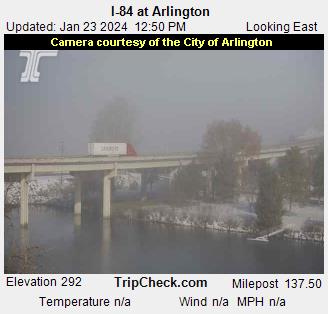 I-84 at Arlington
Updated: Jan 23 2024 12:50 PM Looking East
Camera courtesy of the City of Arlington
Elevation 292 TripCheck.com Milepost 137.50
Temperature n/a Wind n/a MPH n/a